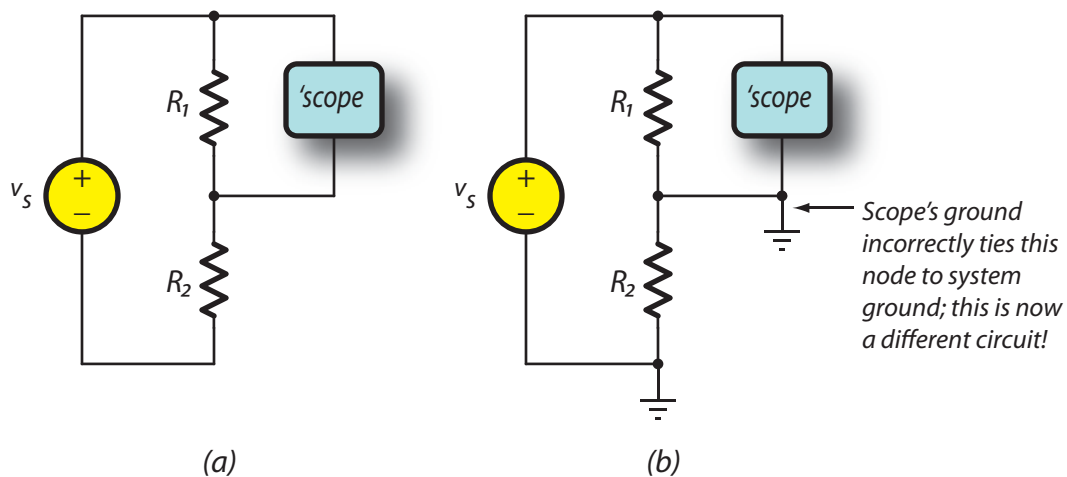 R1
'scope
vs
+
−
R2
(a)
R1
'scope
vs
+
−
R2
Scope's ground
incorrectly ties this
node to system
ground; this is now
a different circuit!
(b)